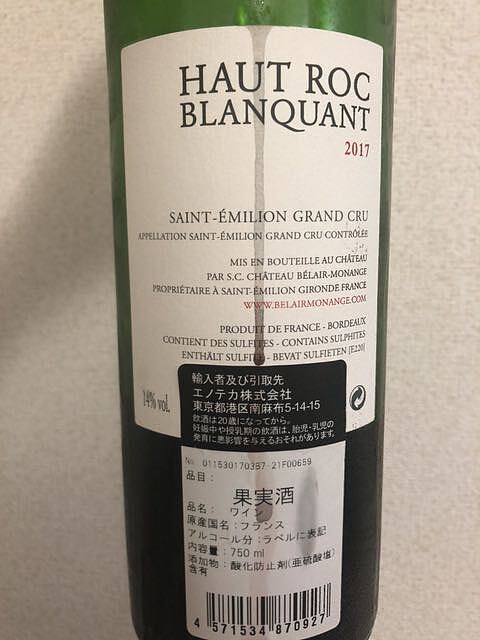 HAUT ROC
BLANQUANT
2017
SAINT-ÉMILION GRAND CRU
APPELLATION SAINT-ÉMILION GRAND CRU CONTRÔLÉE
MIS EN BOUTEILLE AU CHÂTEAU
PAR S.C. CHÂTEAU BÉLAIR-MONANGE
PROPRIÉTAIRE À SAINT-ÉMILION GIRONDE FRANCE
WWW.BELAIRMONANGE.COM
PRODUIT DE FRANCE - BORDEAUX
CONTIENT DES SULFITES - CONTAINS SULPHITES
ENTHÄLT SULFITE - BEVAT SULFIETEN [E220]
14% vol.
輸入者及び引取先
エノテカ株式会社
東京都港区南麻布5-14-15
飲酒は20歳になってから。
妊娠中や授乳期の飲酒は、胎児・乳児の
発育に悪影響を与えるおそれがあります。
No. 011530170387-21F00659
品目：
果実酒
品名： ワイン
原産国名：フランス
アルコール分：ラベルに表記
内容量：750 ml
添加物：酸化防止剤(亜硫酸塩)
含有
4 571534 870927